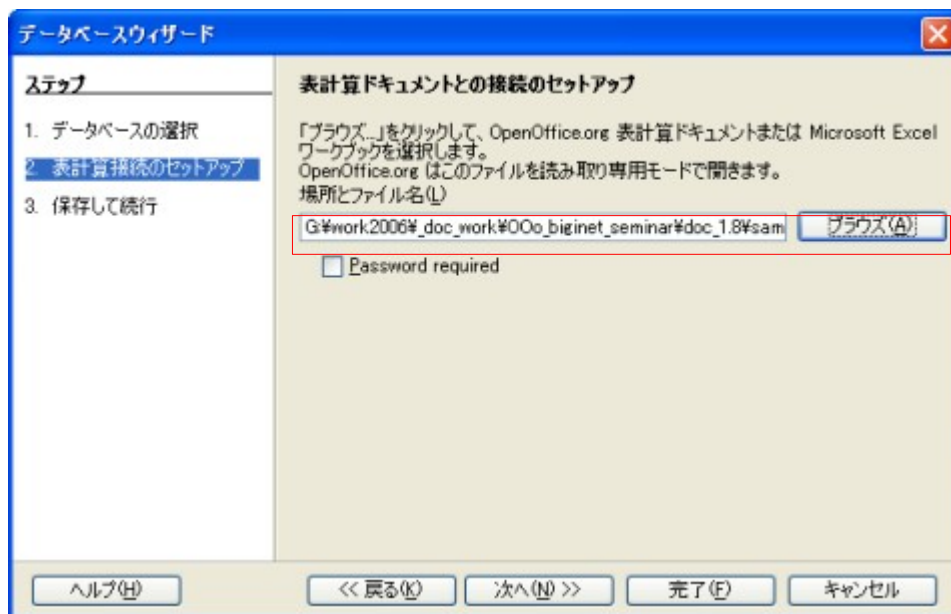 データベースウィザード
ステップ
1. データベースの選択
2. 表計算接続のセットアップ
3. 保存して続行
表計算ドキュメントとの接続のセットアップ
「ブラウズ...」をクリックして、OpenOffice.org 表計算ドキュメントまたは Microsoft Excel
ワークブックを選択します。
OpenOffice.org はこのファイルを読み取り専用モードで開きます。
場所とファイル名(L)
G:¥work2006¥_doc_work¥OOo_biginet_seminar¥doc_1.8¥sam
ブラウズ(A)
Password required
ヘルプ(H)
<< 戻る(K)
次へ(N) >>
完了(F)
キャンセル